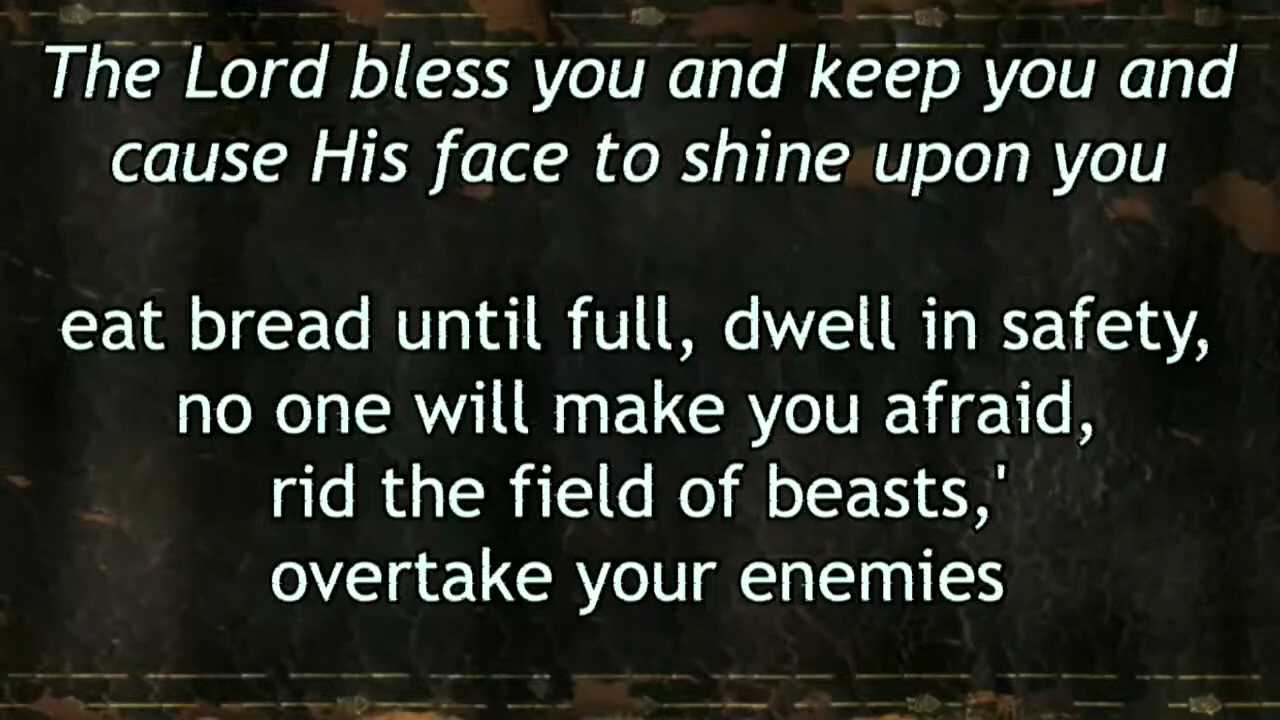 The Lord bless you and keep you and
cause His face to shine upon you
eat bread until full, dwell in safety,
no one will make you afraid,
rid the field of beasts,'
overtake your enemies